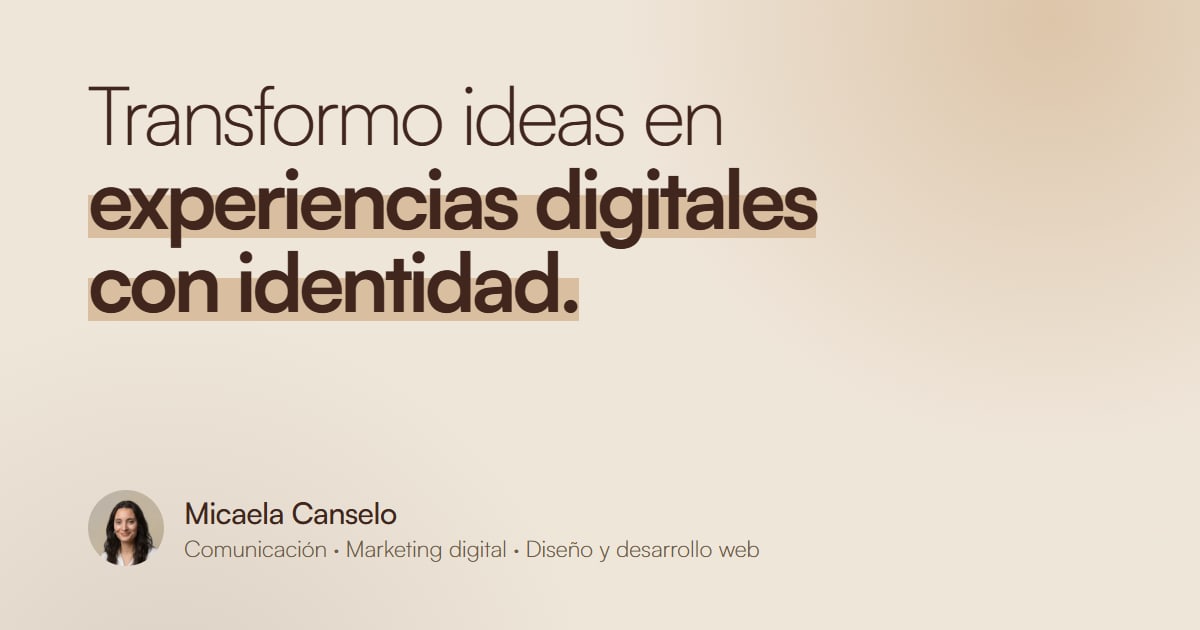 Transformo ideas en
experiencias digitales
con identidad.
Micaela Canselo
Comunicación · Marketing digital · Diseño y desarrollo web